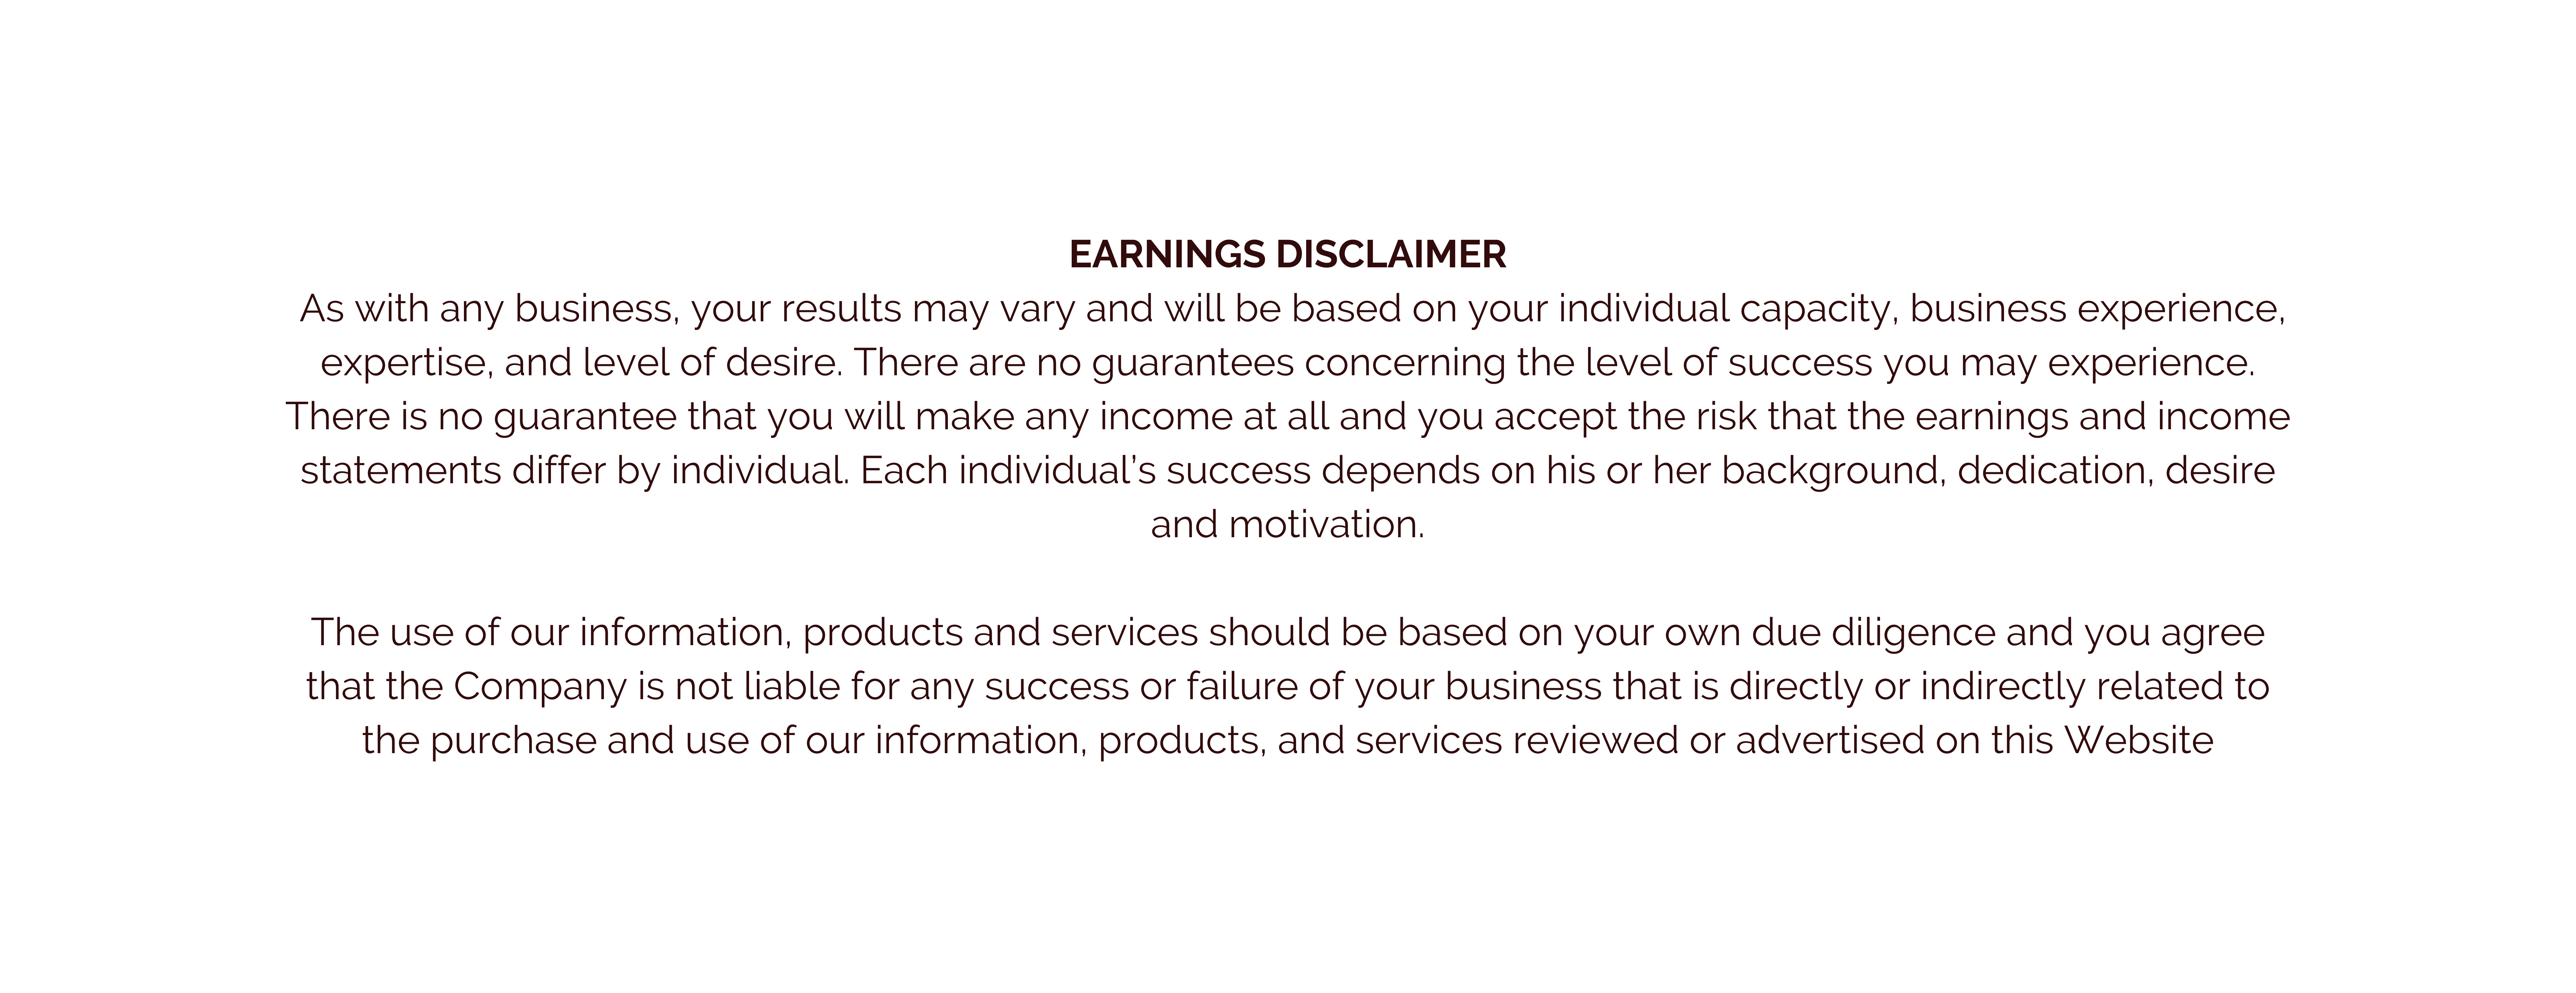 EARNINGS DISCLAIMER
As with any business, your results may vary and will be based on your individual capacity, business experience,
expertise, and level of desire. There are no guarantees concerning the level of success you may experience.
There is no guarantee that you will make any income at all and you accept the risk that the earnings and income
statements differ by individual. Each individual’s success depends on his or her background, dedication, desire
and motivation.
The use of our information, products and services should be based on your own due diligence and you agree
that the Company is not liable for any success or failure of your business that is directly or indirectly related to
the purchase and use of our information, products, and services reviewed or advertised on this Website